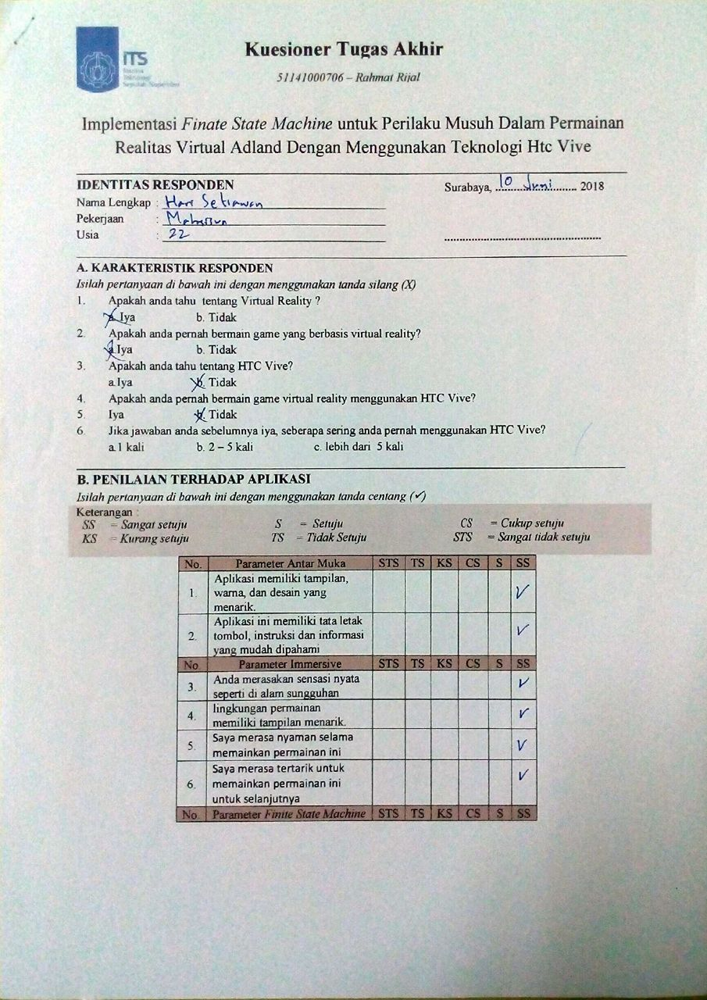 ITS
Institut
Teknologi
Sepuluh Nopember
Kuesioner Tugas Akhir
51141000706 – Rahmat Rijal
Implementasi Finate State Machine untuk Perilaku Musuh Dalam Permainan
Realitas Virtual Adland Dengan Menggunakan Teknologi Htc Vive
IDENTITAS RESPONDEN
Surabaya, 10 Juni 2018
Nama Lengkap : Hari Setiawan
Pekerjaan : Mahasiswa
Usia : 22
A. KARAKTERISTIK RESPONDEN
Isilah pertanyaan di bawah ini dengan menggunakan tanda silang (X)
1. Apakah anda tahu tentang Virtual Reality ?
a. Iya b. Tidak
2. Apakah anda pernah bermain game yang berbasis virtual reality?
a.Iya b. Tidak
3. Apakah anda tahu tentang HTC Vive?
a.Iya b. Tidak
4. Apakah anda pernah bermain game virtual reality menggunakan HTC Vive?
5. Iya b. Tidak
6. Jika jawaban anda sebelumnya iya, seberapa sering anda pernah menggunakan HTC Vive?
a.1 kali b. 2 – 5 kali c. lebih dari 5 kali
B. PENILAIAN TERHADAP APLIKASI
Isilah pertanyaan di bawah ini dengan menggunakan tanda centang (✓)
Keterangan :
SS = Sangat setuju S = Setuju CS = Cukup setuju
KS = Kurang setuju TS = Tidak Setuju STS = Sangat tidak setuju
No. Parameter Antar Muka STS TS KS CS S SS
1. Aplikasi memiliki tampilan,
warna, dan desain yang ✓
menarik.
2. Aplikasi ini memiliki tata letak
tombol, instruksi dan informasi ✓
yang mudah dipahami
No. Parameter Immersive STS TS KS CS S SS
3. Anda merasakan sensasi nyata ✓
seperti di alam sungguhan
4. lingkungan permainan ✓
memiliki tampilan menarik.
5. Saya merasa nyaman selama ✓
memainkan permainan ini
6. Saya merasa tertarik untuk ✓
memainkan permainan ini
untuk selanjutnya
No. Parameter Finite State Machine STS TS KS CS S SS